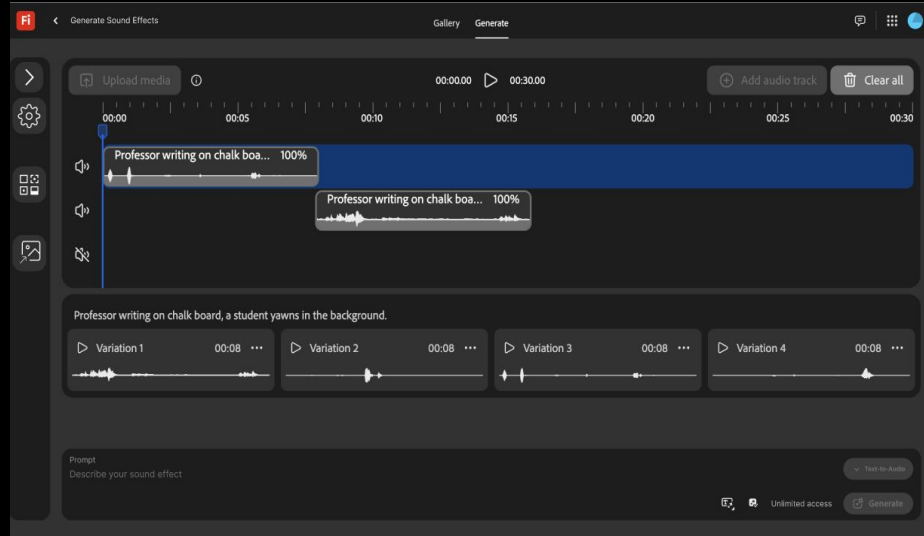 Fi
Generate Sound Effects
Gallery Generate
Upload media
00:00.00 00:30.00
Add audio track
Clear all
00:00 00:05 00:10 00:15 00:20 00:25 00:30
Professor writing on chalk boa... 100%
Professor writing on chalk boa... 100%
Professor writing on chalk board, a student yawns in the background.
Variation 1 00:08 Variation 2 00:08 Variation 3 00:08 Variation 4 00:08
Prompt
Describe your sound effect
Text-to-Audio
Unlimited access
Generate